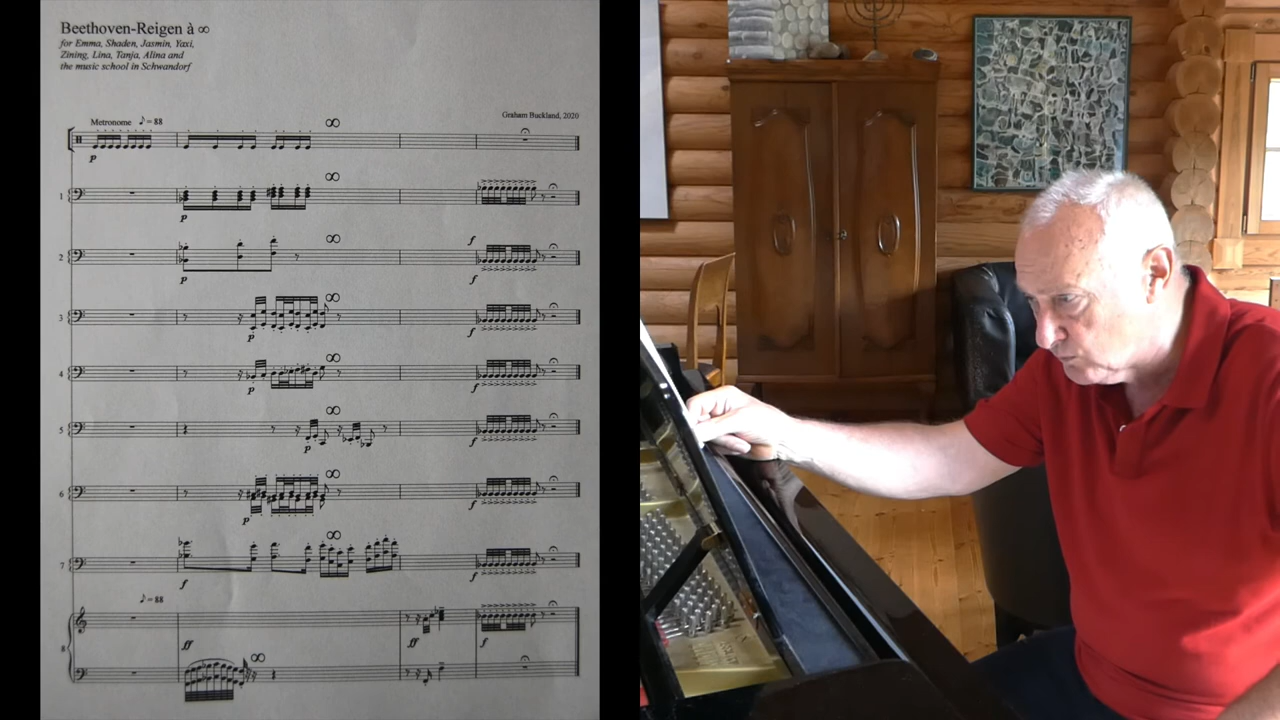 Beethoven-Reigen à ∞
for Emma, Shaden, Jasmin, Yaxi,
Zining, Lina, Tanja, Alina and
the music school in Schwandorf
Graham Buckland, 2020
Metronome ♪ = 88
∞
p
1
∞
p
2
∞
f
p
f
3
∞
p
f
4
∞
p
f
5
∞
p
f
6
∞
p
f
7
∞
f
f
♪ = 88
8
ff
ff
f
∞